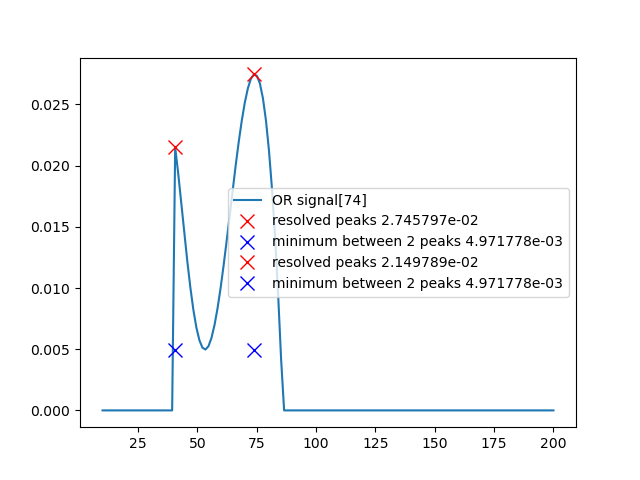 0.025
0.020
0.015
0.010
0.005
0.000
OR signal[74]
resolved peaks 2.745797e-02
minimum between 2 peaks 4.971778e-03
resolved peaks 2.149789e-02
minimum between 2 peaks 4.971778e-03
25 50 75 100 125 150 175 200